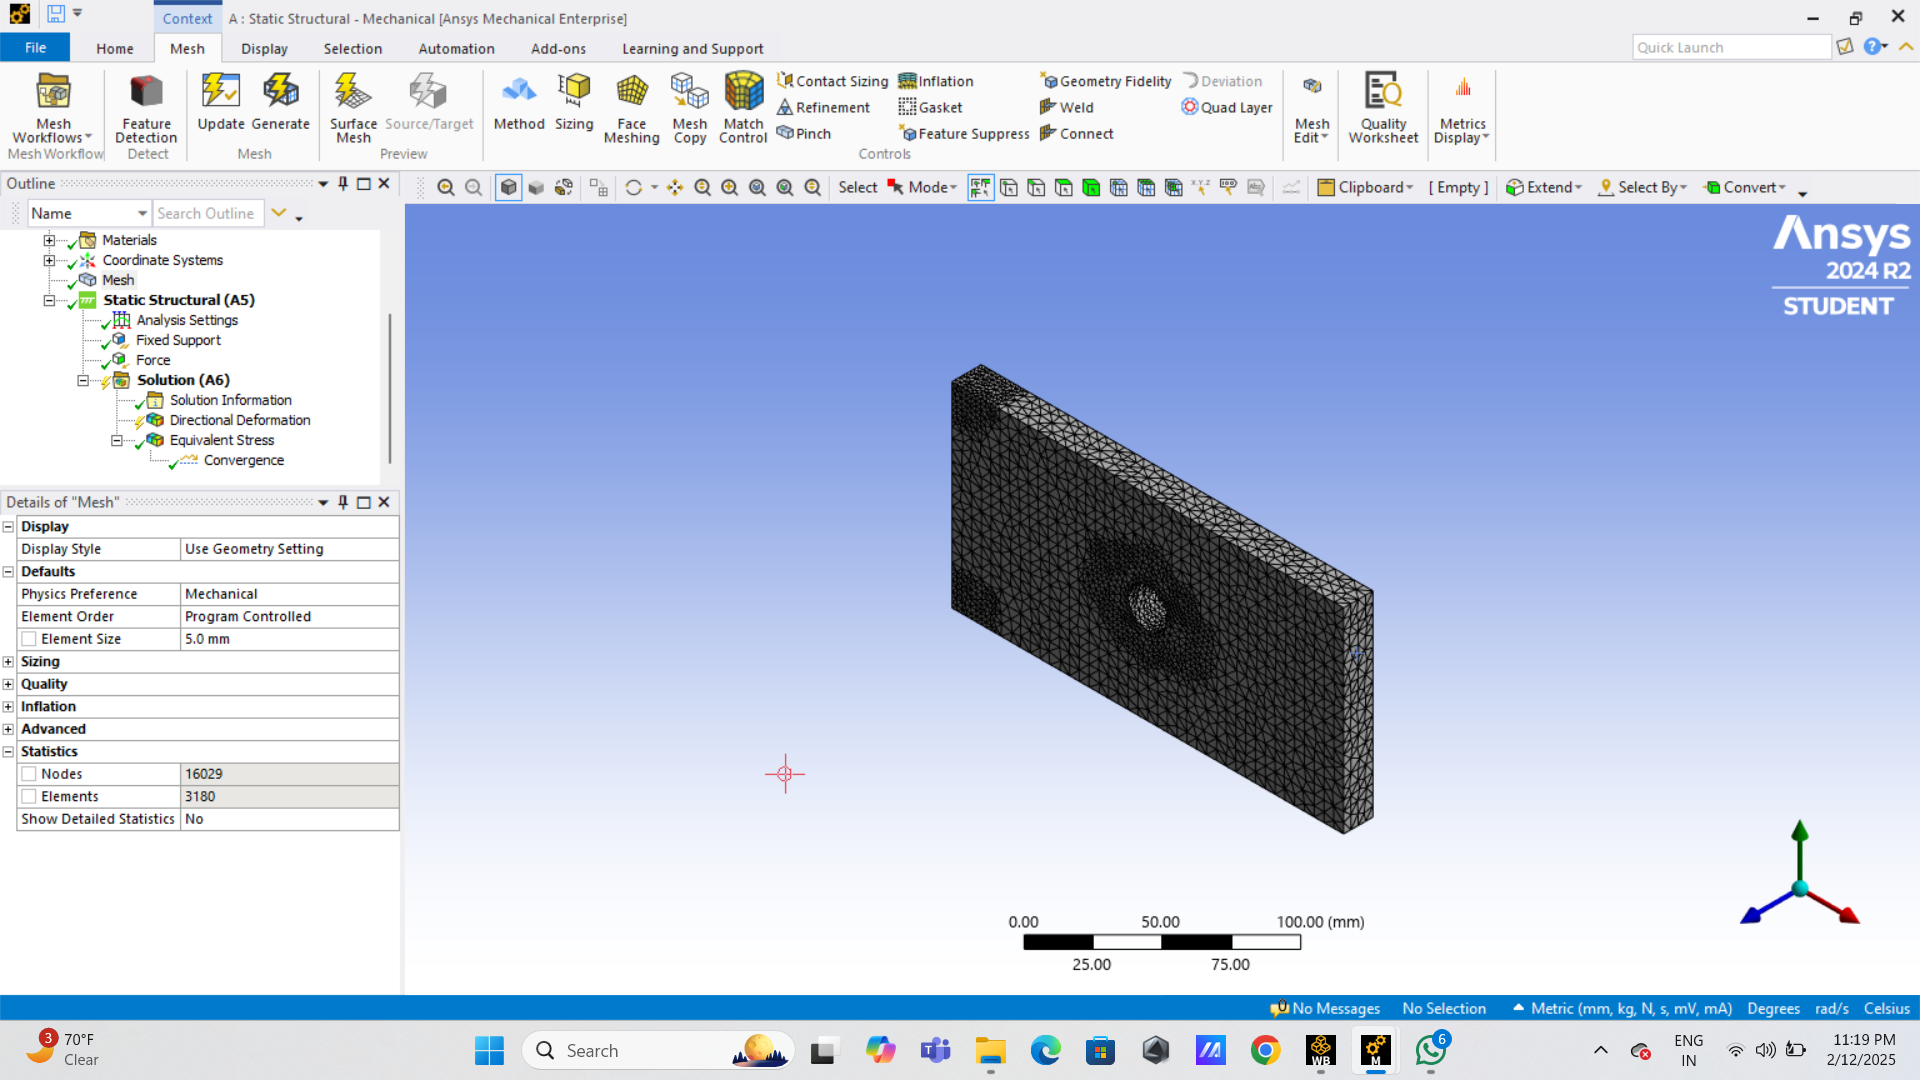 Context
A : Static Structural - Mechanical [Ansys Mechanical Enterprise]
File
Home
Mesh
Display
Selection
Automation
Add-ons
Learning and Support
Quick Launch
Mesh Workflows
Feature Detection
Update
Generate
Surface Mesh
Source/Target
Method
Sizing
Face Meshing
Mesh Copy
Match Control
Contact Sizing
Refinement
Pinch
Inflation
Gasket
Feature Suppress
Geometry Fidelity
Weld
Connect
Deviation
Quad Layer
Mesh Edit
Quality Worksheet
Metrics Display
Mesh Workflow
Detect
Mesh
Preview
Controls
Outline
Select
Mode
Clipboard
[ Empty ]
Extend
Select By
Convert
Name
Search Outline
Materials
Coordinate Systems
Mesh
Static Structural (A5)
Analysis Settings
Fixed Support
Force
Solution (A6)
Solution Information
Directional Deformation
Equivalent Stress
Convergence
Details of "Mesh"
Display
Display Style Use Geometry Setting
Defaults
Physics Preference Mechanical
Element Order Program Controlled
Element Size 5.0 mm
Sizing
Quality
Inflation
Advanced
Statistics
Nodes 16029
Elements 3180
Show Detailed Statistics No
Ansys
2024 R2
STUDENT
0.00 50.00 100.00 (mm)
25.00 75.00
No Messages
No Selection
Metric (mm, kg, N, s, mV, mA)
Degrees
rad/s
Celsius
3
70°F
Clear
Search
WB
M
6
ENG
IN
11:19 PM
2/12/2025